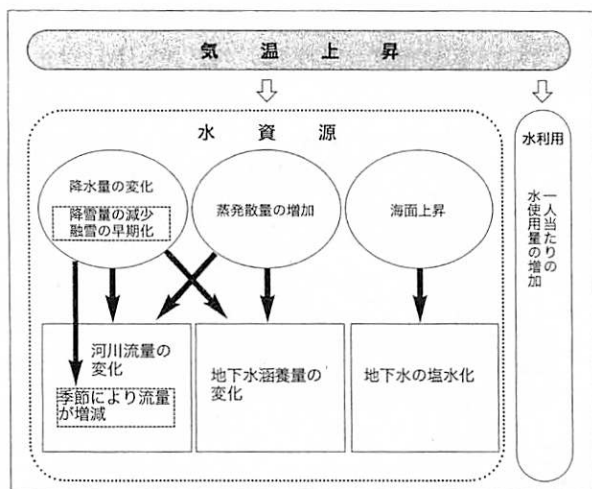 気温上昇
水資源
水利用
降水量の変化
降雪量の減少
融雪の早期化
蒸発散量の増加
海面上昇
一人当たりの
水使用量の増加
河川流量の
変化
季節により流量
が増減
地下水涵養量の
変化
地下水の塩水化